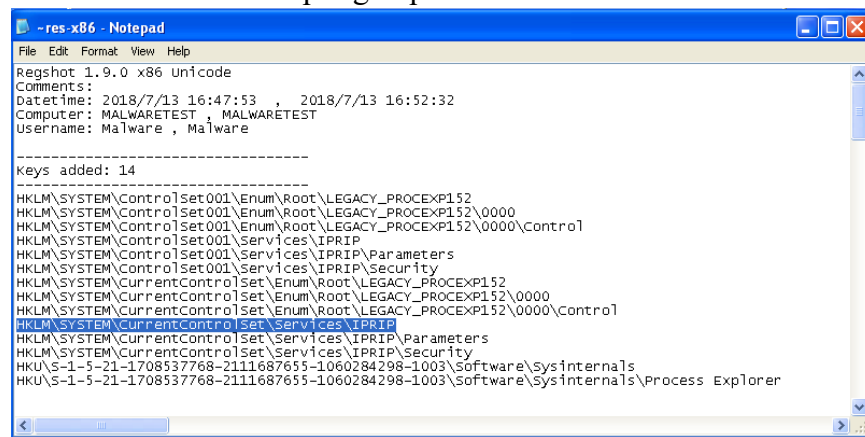 ~res-x86 - Notepad
File Edit Format View Help
Regshot 1.9.0 x86 Unicode
Comments:
Datetime: 2018/7/13 16:47:53 , 2018/7/13 16:52:32
Computer: MALWARETEST , MALWARETEST
Username: Malware , Malware
----------------------------------
Keys added: 14
----------------------------------
HKLM\SYSTEM\ControlSet001\Enum\Root\LEGACY_PROCEXP152
HKLM\SYSTEM\ControlSet001\Enum\Root\LEGACY_PROCEXP152\0000
HKLM\SYSTEM\ControlSet001\Enum\Root\LEGACY_PROCEXP152\0000\Control
HKLM\SYSTEM\ControlSet001\Services\IPRIP
HKLM\SYSTEM\ControlSet001\Services\IPRIP\Parameters
HKLM\SYSTEM\ControlSet001\Services\IPRIP\Security
HKLM\SYSTEM\CurrentControlSet\Enum\Root\LEGACY_PROCEXP152
HKLM\SYSTEM\CurrentControlSet\Enum\Root\LEGACY_PROCEXP152\0000
HKLM\SYSTEM\CurrentControlSet\Enum\Root\LEGACY_PROCEXP152\0000\Control
HKLM\SYSTEM\CurrentControlSet\Services\IPRIP
HKLM\SYSTEM\CurrentControlSet\Services\IPRIP\Parameters
HKLM\SYSTEM\CurrentControlSet\Services\IPRIP\Security
HKU\S-1-5-21-1708537768-2111687655-1060284298-1003\Software\Sysinternals
HKU\S-1-5-21-1708537768-2111687655-1060284298-1003\Software\Sysinternals\Process Explorer